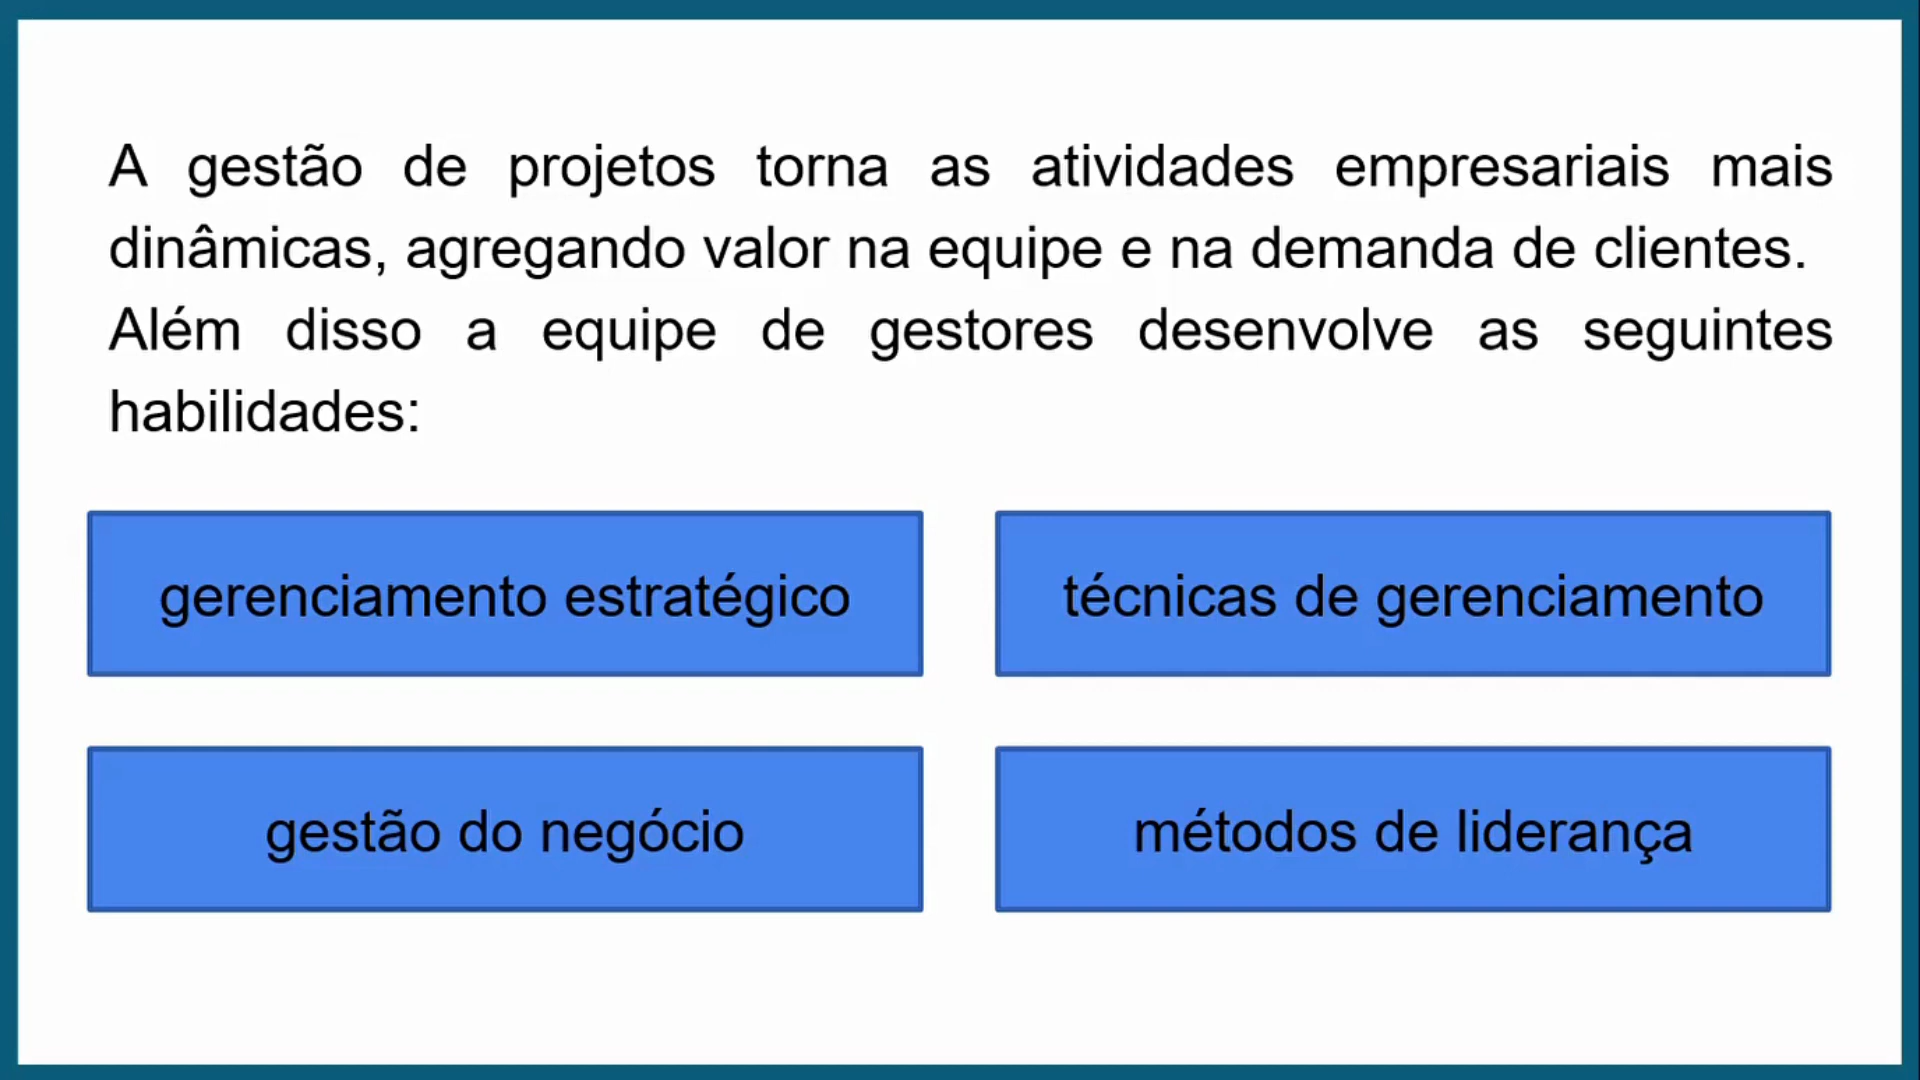 A gestão de projetos torna as atividades empresariais mais
dinâmicas, agregando valor na equipe e na demanda de clientes.
Além disso a equipe de gestores desenvolve as seguintes
habilidades:
gerenciamento estratégico
técnicas de gerenciamento
gestão do negócio
métodos de liderança